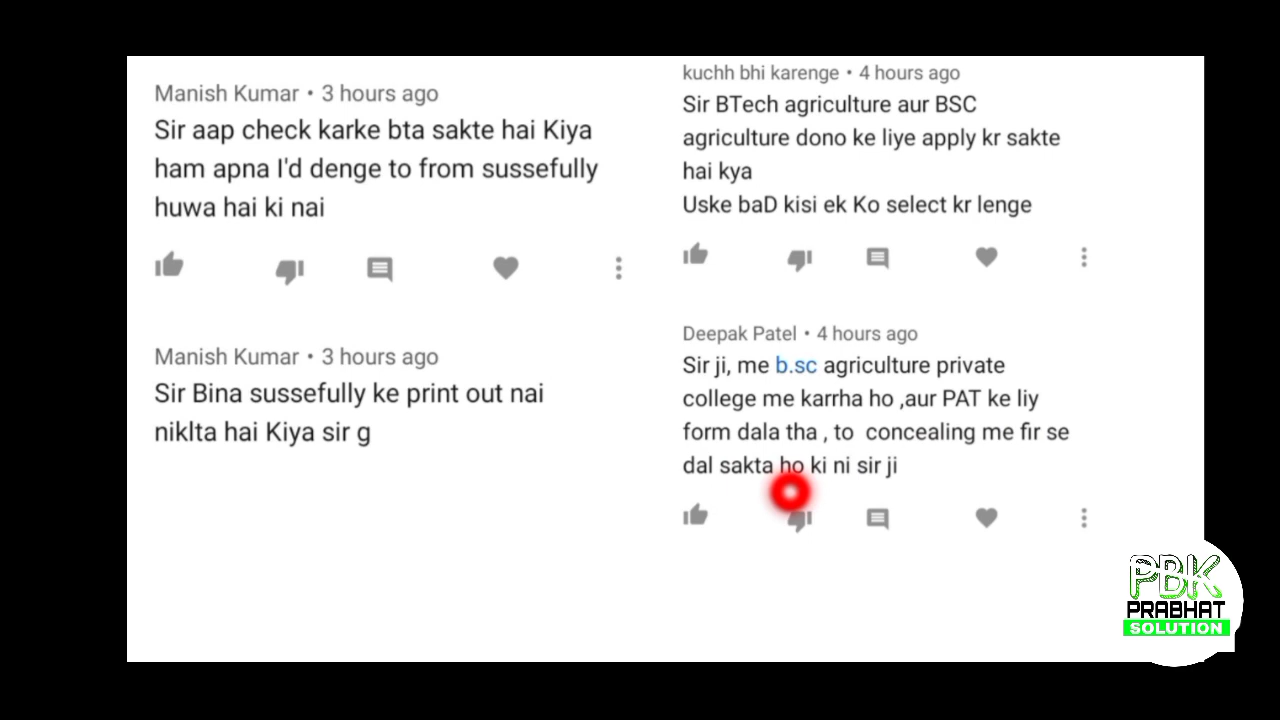 Manish Kumar • 3 hours ago
Sir aap check karke bta sakte hai Kiya
ham apna I'd denge to from sussefully
huwa hai ki nai
Manish Kumar • 3 hours ago
Sir Bina sussefully ke print out nai
niklta hai Kiya sir g
kuchh bhi karenge • 4 hours ago
Sir BTech agriculture aur BSC
agriculture dono ke liye apply kr sakte
hai kya
Uske baD kisi ek Ko select kr lenge
Deepak Patel • 4 hours ago
Sir ji, me b.sc agriculture private
college me karrha ho ,aur PAT ke liy
form dala tha , to concealing me fir se
dal sakta ho ki ni sir ji
PBK
PRABHAT
SOLUTION